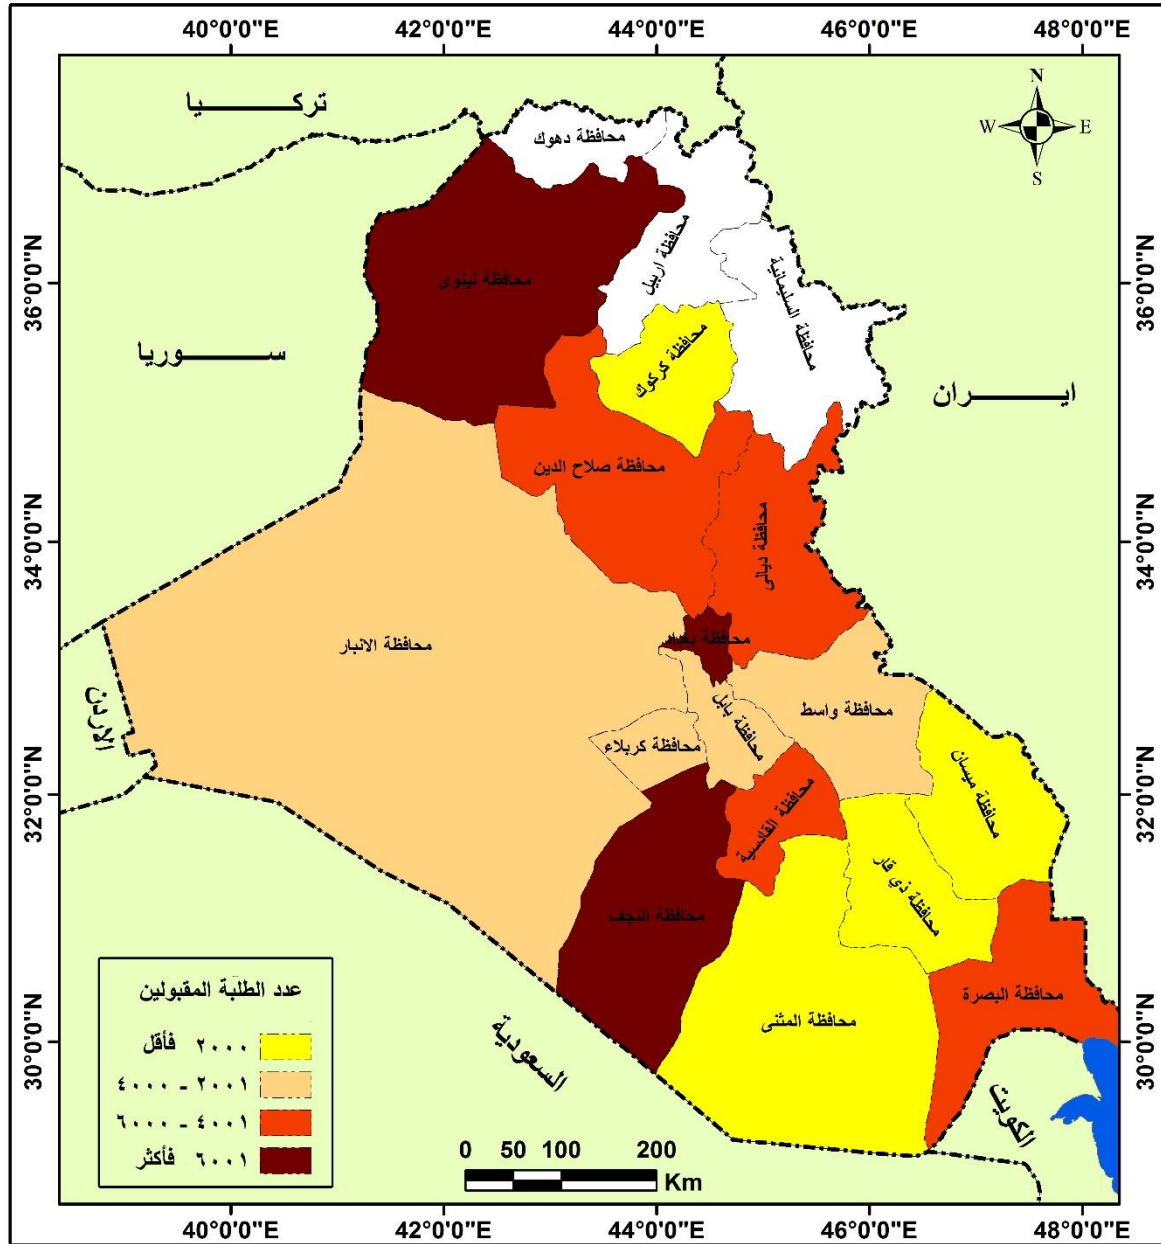 40°0'0"E 42°0'0"E 44°0'0"E 46°0'0"E 48°0'0"E
تركــــــيا
N
W E
S
محافظة دهوك
محافظة اربيل
محافظة السليمانية
36°0'0"N
36°0'0"N
محافظة نينوى
محافظة كركوك
ســــــوريا
ايــــــران
محافظة صلاح الدين
محافظة ديالى
34°0'0"N
34°0'0"N
محافظة بغداد
محافظة الانبار
محافظة واسط
محافظة بابل
محافظة كربلاء
الاردن
محافظة ميسان
32°0'0"N
32°0'0"N
محافظة القادسية
محافظة ذي قار
محافظة النجف
محافظة البصرة
محافظة المثنى
30°0'0"N
30°0'0"N
السعودية
الكويت
عدد الطلبة المقبولين
٢٠٠٠ فأقل
٢٠٠١ - ٤٠٠٠
٤٠٠١ - ٦٠٠٠
٦٠٠١ فأكثر
0 50 100 200
Km
40°0'0"E 42°0'0"E 44°0'0"E 46°0'0"E 48°0'0"E